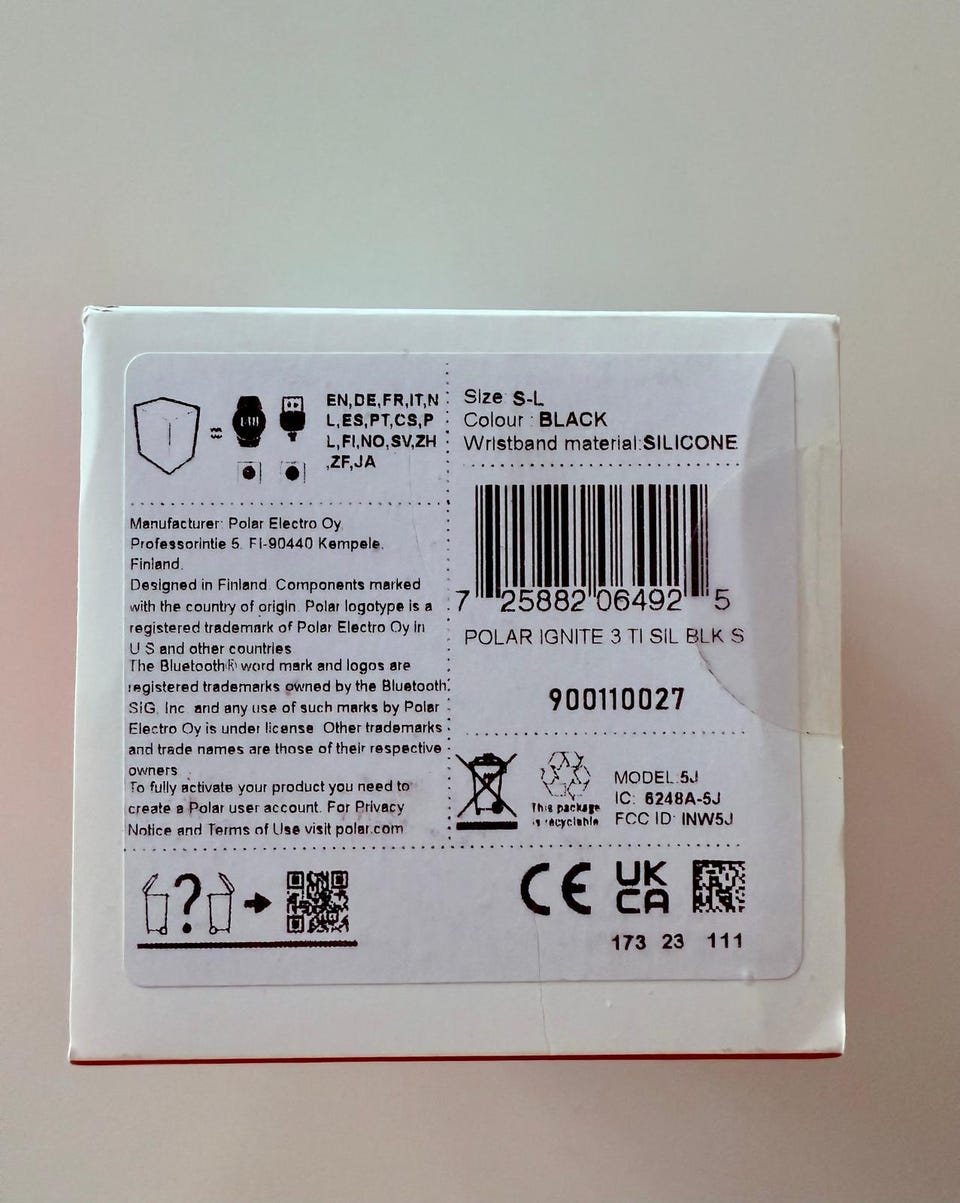 EN,DE,FR,IT,N
L,ES,PT,CS,P
L,FI,NO,SV,ZH
,ZF,JA
Size: S-L
Colour : BLACK
Wristband material:SILICONE
Manufacturer: Polar Electro Oy,
Professorintie 5, FI-90440 Kempele,
Finland.
Designed in Finland. Components marked
with the country of origin. Polar logotype is a
registered trademark of Polar Electro Oy in
U.S and other countries.
The Bluetooth® word mark and logos are
registered trademarks owned by the Bluetooth
SIG, Inc. and any use of such marks by Polar
Electro Oy is under license. Other trademarks
and trade names are those of their respective
owners.
To fully activate your product you need to
create a Polar user account. For Privacy
Notice and Terms of Use visit polar.com
7 25882 06492 5
POLAR IGNITE 3 TI SIL BLK S
900110027
This package
is recyclable
MODEL:5J
IC: 6248A-5J
FCC ID: INW5J
CE
UK
CA
173 23 111